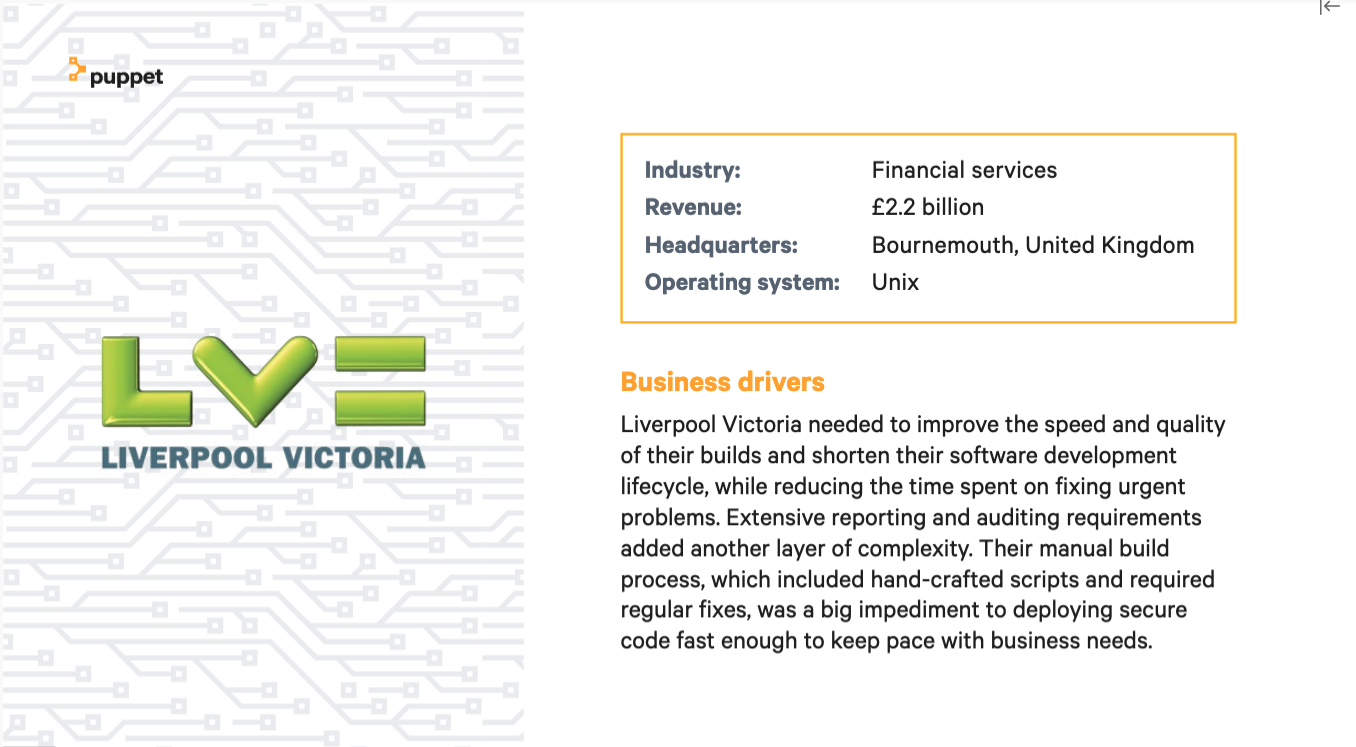 puppet
LV=
LIVERPOOL VICTORIA
Industry: Financial services
Revenue: £2.2 billion
Headquarters: Bournemouth, United Kingdom
Operating system: Unix
Business drivers
Liverpool Victoria needed to improve the speed and quality
of their builds and shorten their software development
lifecycle, while reducing the time spent on fixing urgent
problems. Extensive reporting and auditing requirements
added another layer of complexity. Their manual build
process, which included hand-crafted scripts and required
regular fixes, was a big impediment to deploying secure
code fast enough to keep pace with business needs.